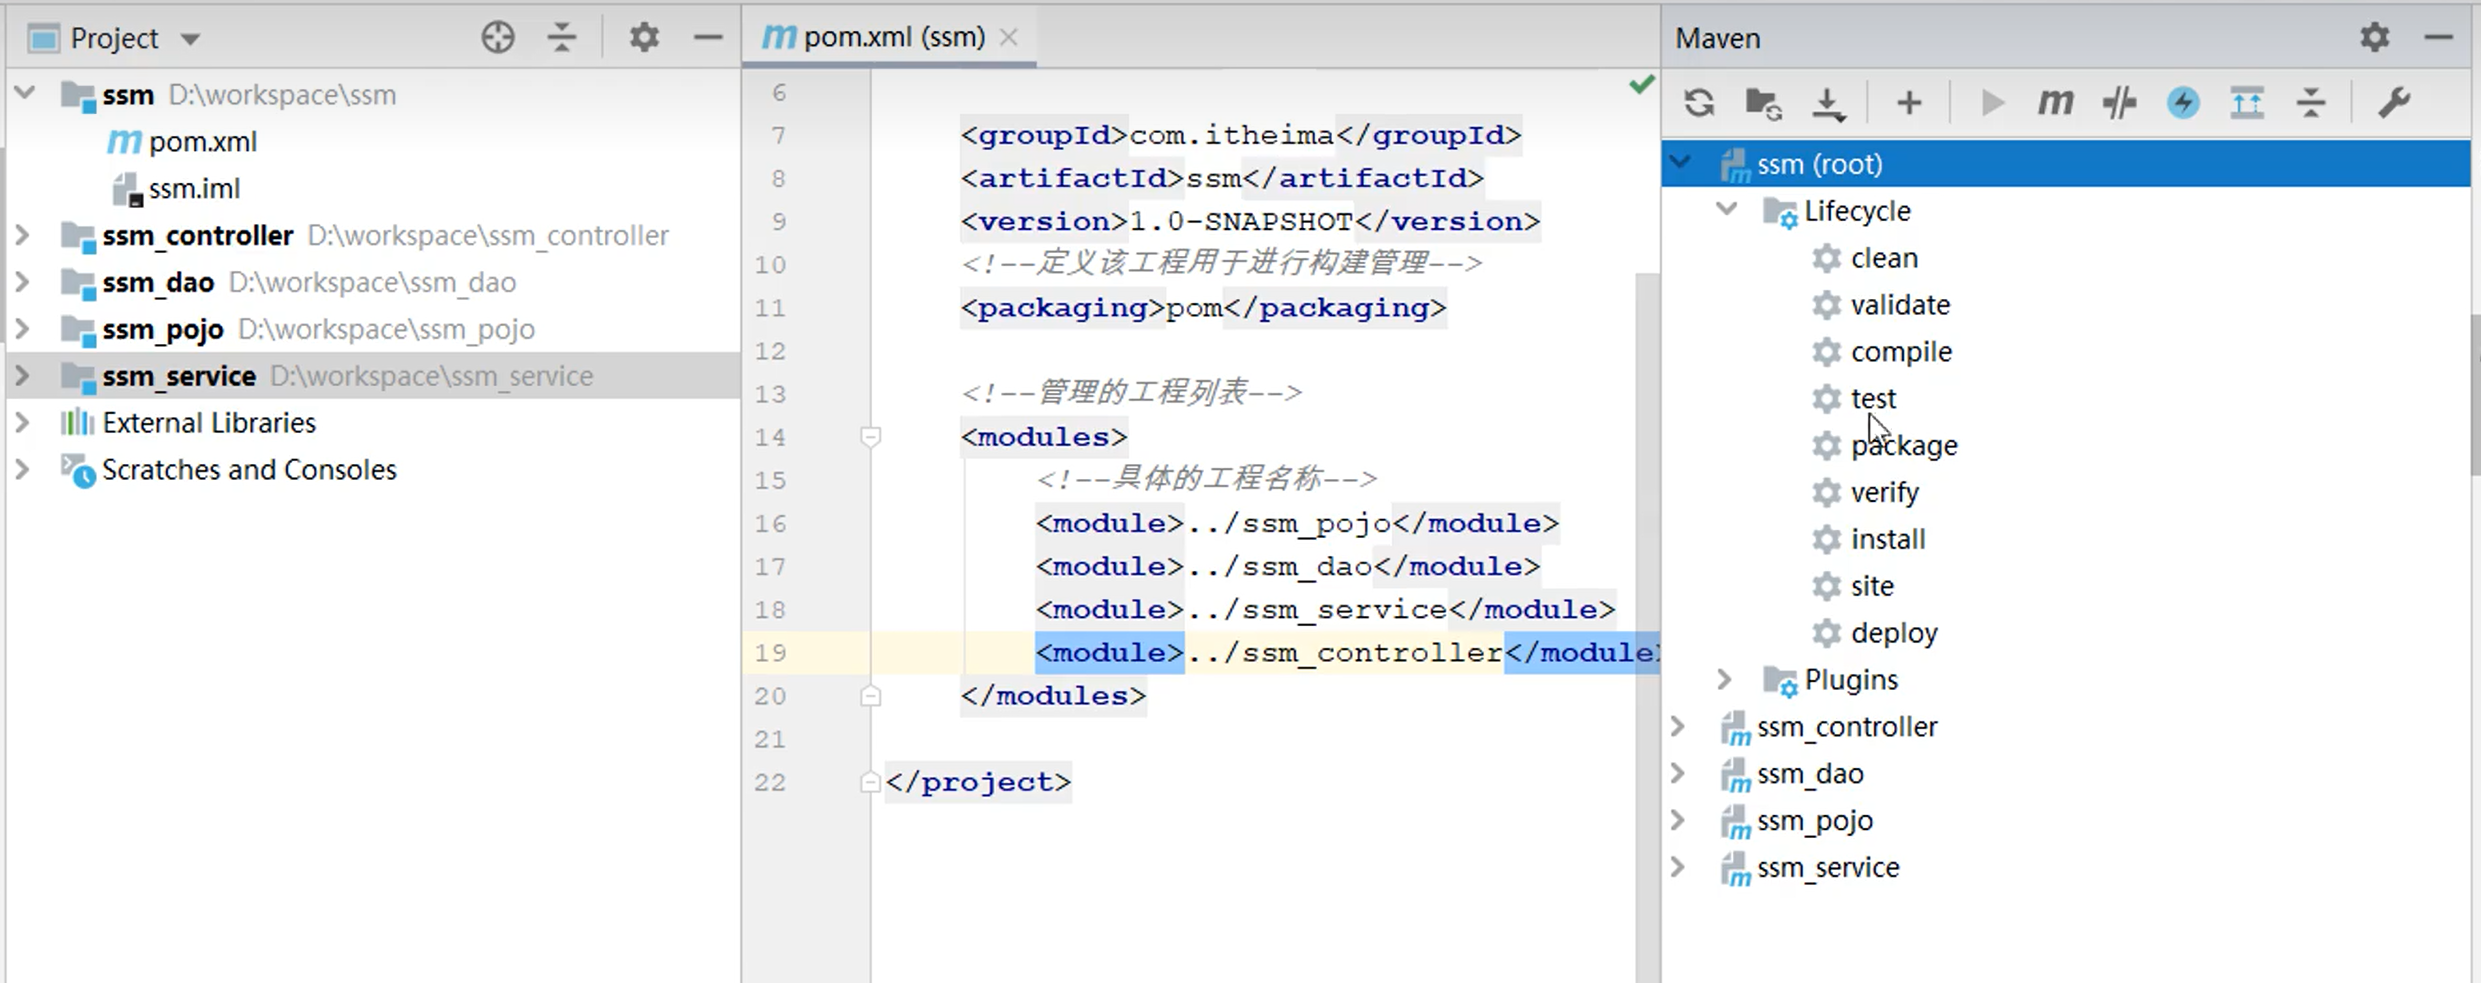 Project
ssm D:\workspace\ssm
pom.xml
ssm.iml
ssm_controller D:\workspace\ssm_controller
ssm_dao D:\workspace\ssm_dao
ssm_pojo D:\workspace\ssm_pojo
ssm_service D:\workspace\ssm_service
External Libraries
Scratches and Consoles
pom.xml (ssm)
6
7 <groupId>com.itheima</groupId>
8 <artifactId>ssm</artifactId>
9 <version>1.0-SNAPSHOT</version>
10 <!--定义该工程用于进行构建管理-->
11 <packaging>pom</packaging>
12
13 <!--管理的工程列表-->
14 <modules>
15 <!--具体的工程名称-->
16 <module>../ssm_pojo</module>
17 <module>../ssm_dao</module>
18 <module>../ssm_service</module>
19 <module>../ssm_controller</module>
20 </modules>
21
22 </project>
Maven
ssm (root)
Lifecycle
clean
validate
compile
test
package
verify
install
site
deploy
Plugins
ssm_controller
ssm_dao
ssm_pojo
ssm_service